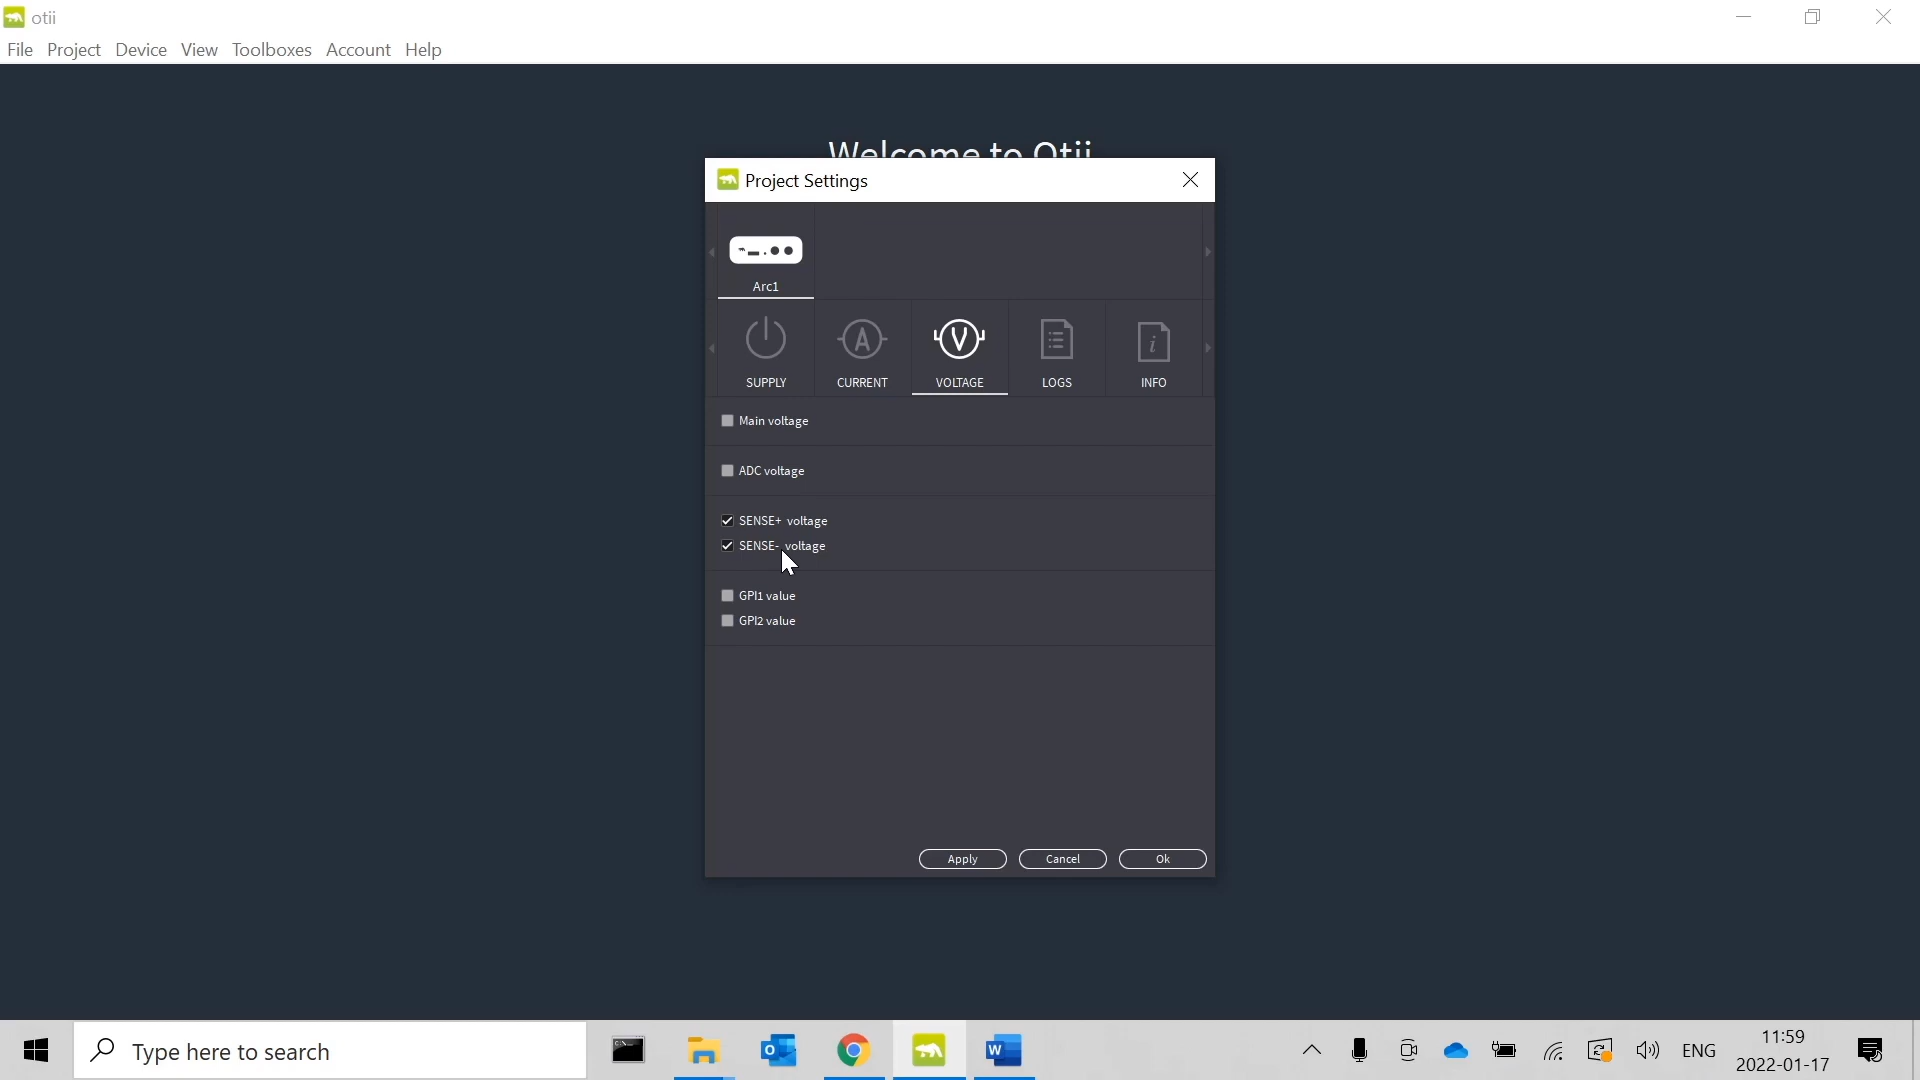 otii
File Project Device View Toolboxes Account Help
Welcome to Otii
Project Settings
Arc1
SUPPLY CURRENT VOLTAGE LOGS INFO
Main voltage
ADC voltage
SENSE+ voltage
SENSE- voltage
GPI1 value
GPI2 value
Apply Cancel Ok
Type here to search
ENG
11:59
2022-01-17